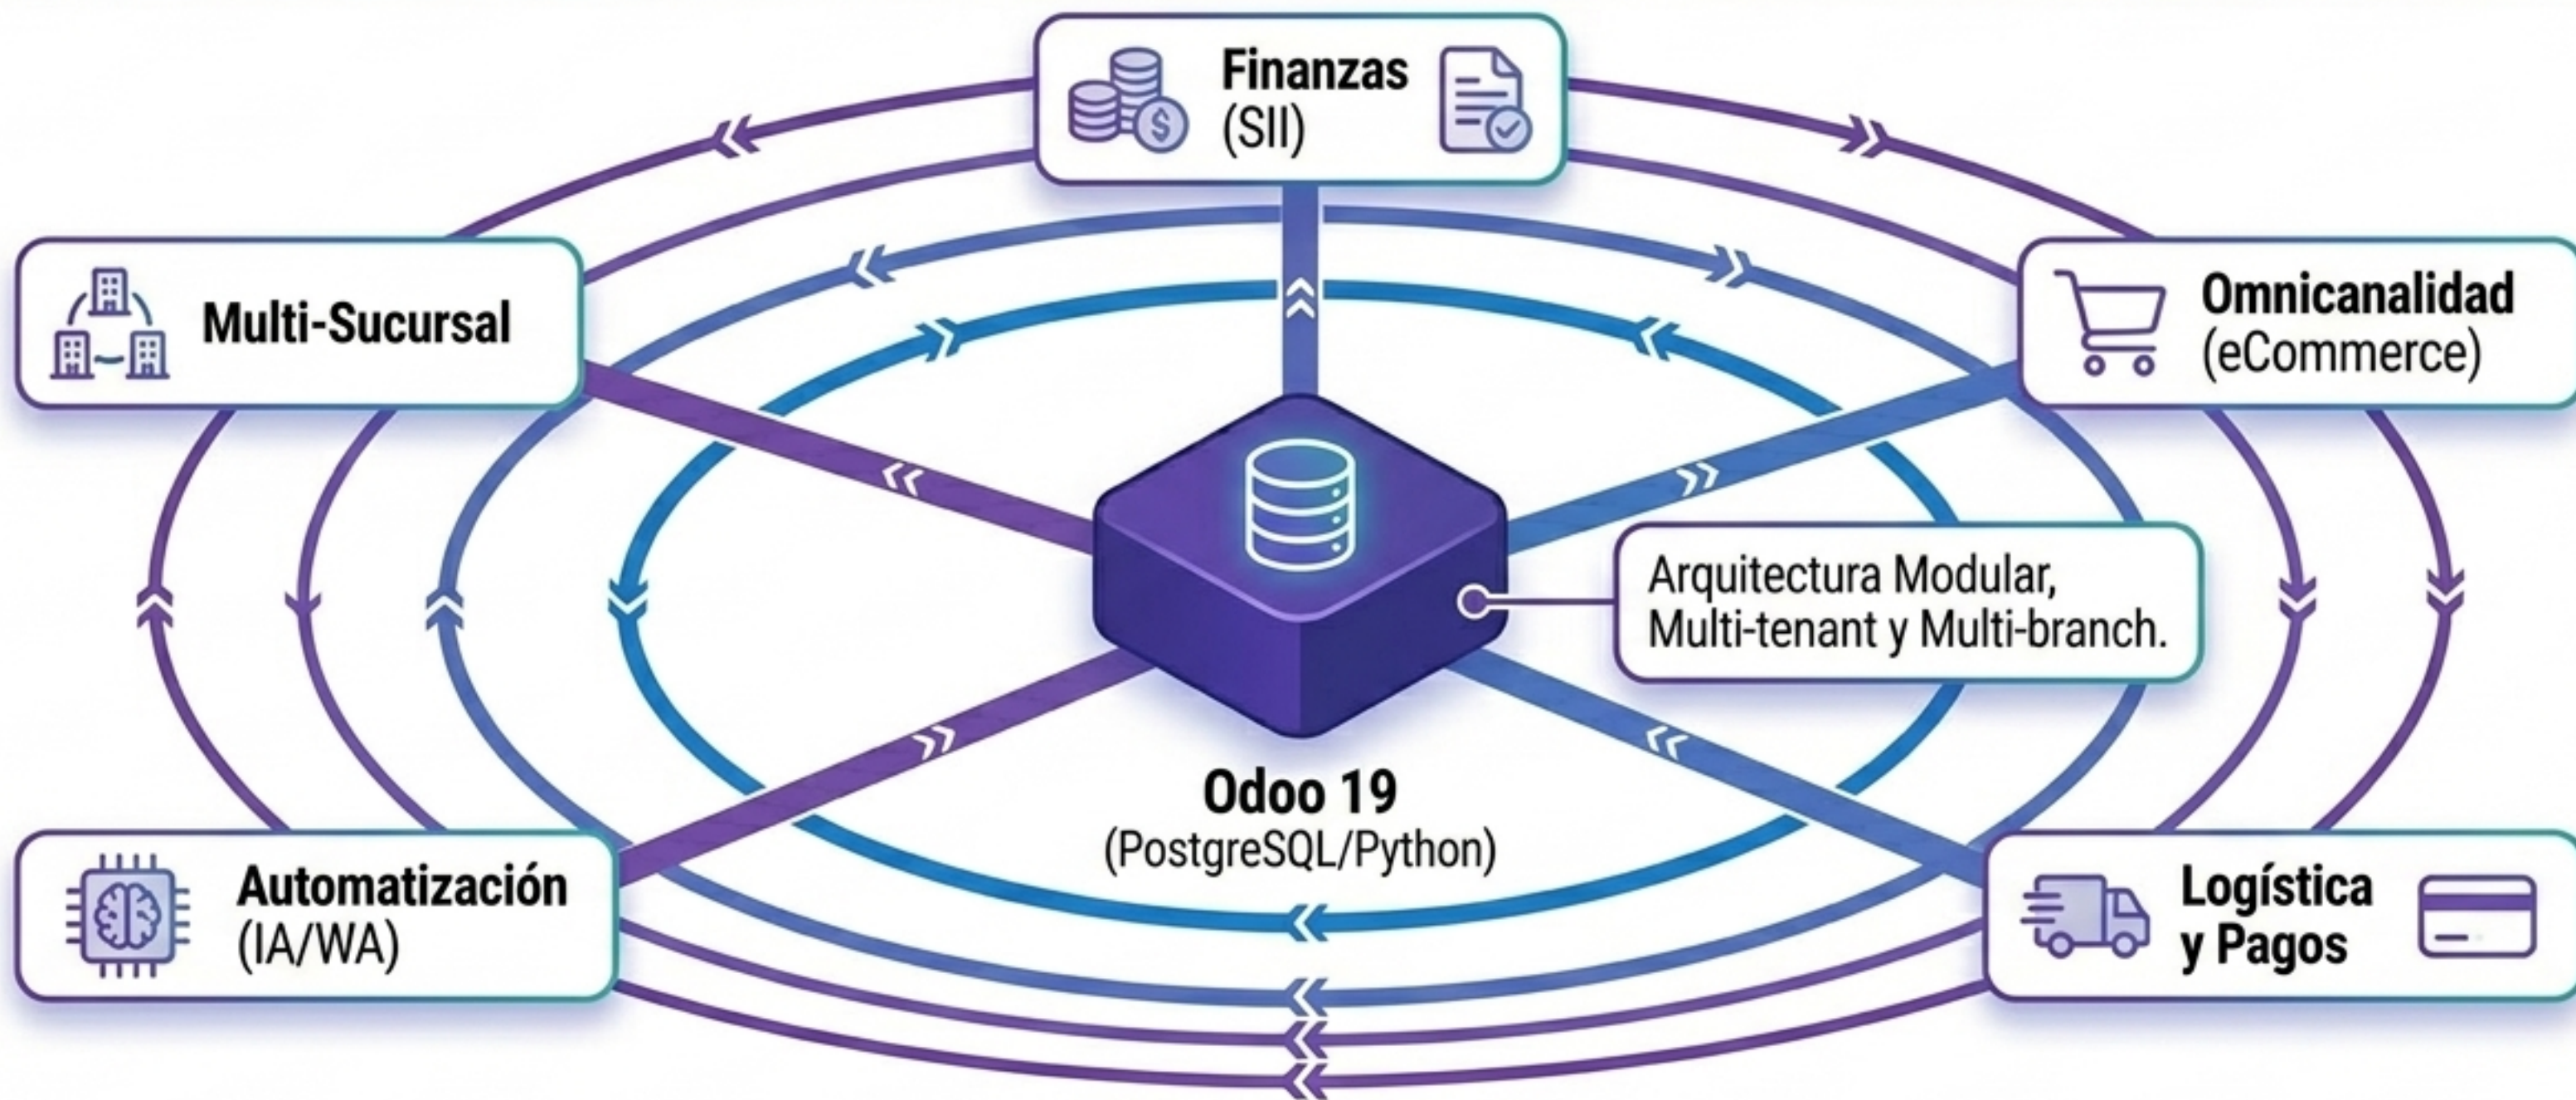 Finanzas
(SII)
Multi-Sucursal
Omnicanalidad
(eCommerce)
Arquitectura Modular,
Multi-tenant y Multi-branch.
Odoo 19
(PostgreSQL/Python)
Automatización
(IA/WA)
Logística
y Pagos